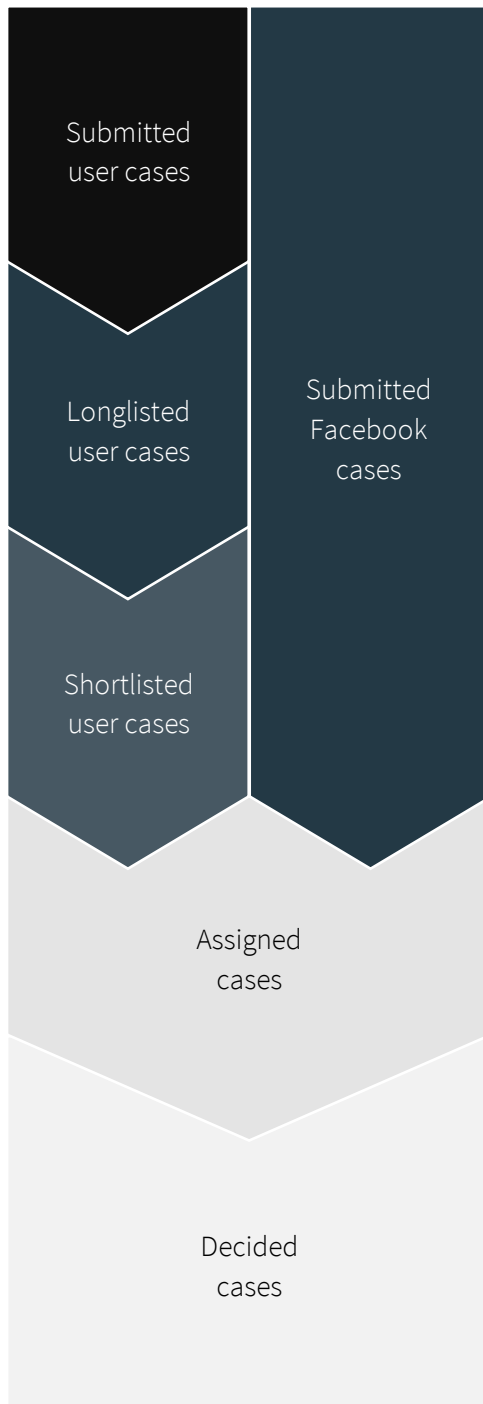 Submitted
user cases
Longlisted
user cases
Submitted
Facebook
cases
Shortlisted
user cases
Assigned
cases
Decided
cases